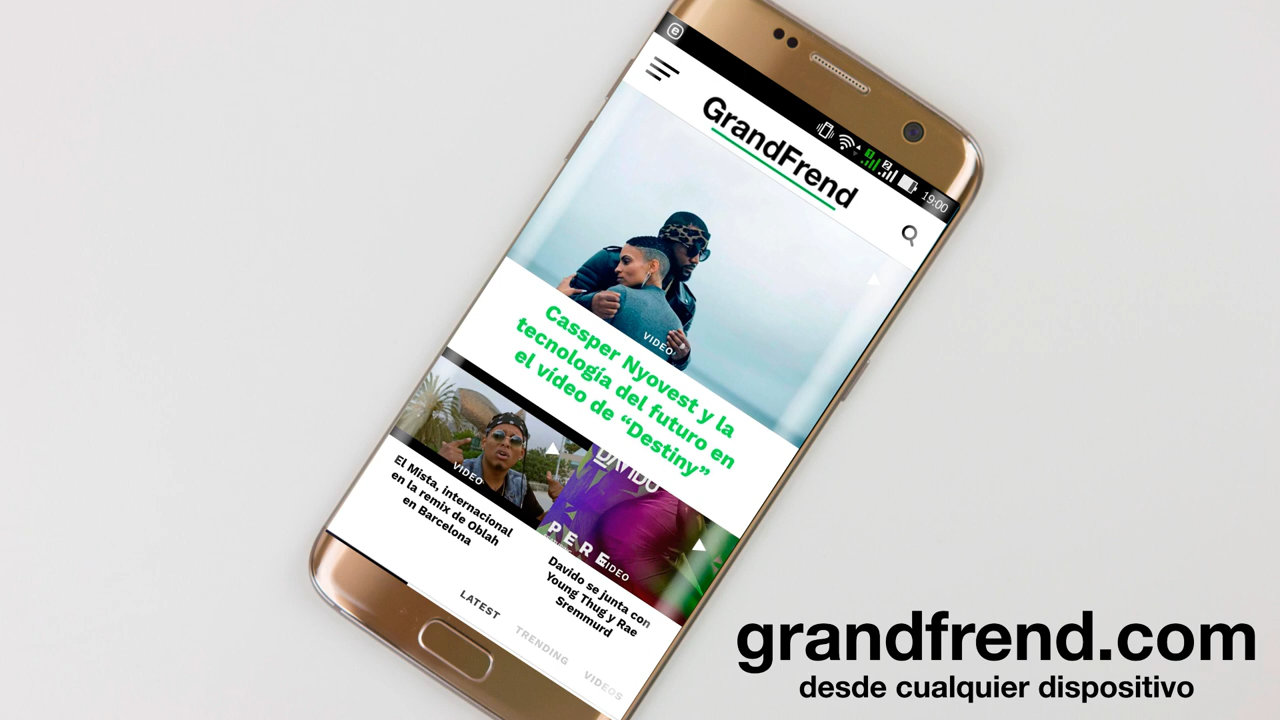 19:00
GrandFrend
VIDEO
Cassper Nyovest y la
tecnología del futuro en
el vídeo de “Destiny”
VIDEO
El Mista, internacional
en la remix de Oblah
en Barcelona
DAVIDO
PERE
VIDEO
Davido se junta con
Young Thug y Rae
Sremmurd
LATEST
TRENDING
VIDEOS
grandfrend.com
desde cualquier dispositivo